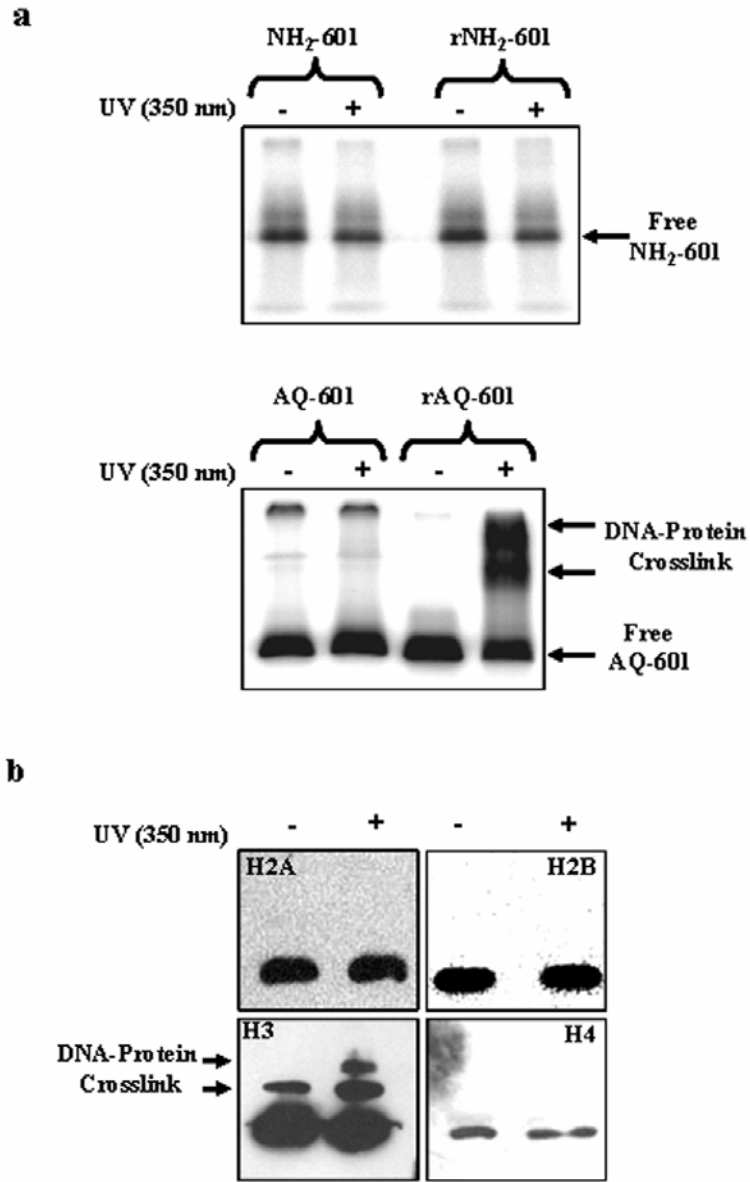 a
NH₂-601 rNH₂-601
UV (350 nm) - + - +
Free
NH₂-601
AQ-601 rAQ-601
UV (350 nm) - + - +
DNA-Protein
Crosslink
Free
AQ-601
b
UV (350 nm) - + - +
H2A H2B
H3 H4
DNA-Protein
Crosslink